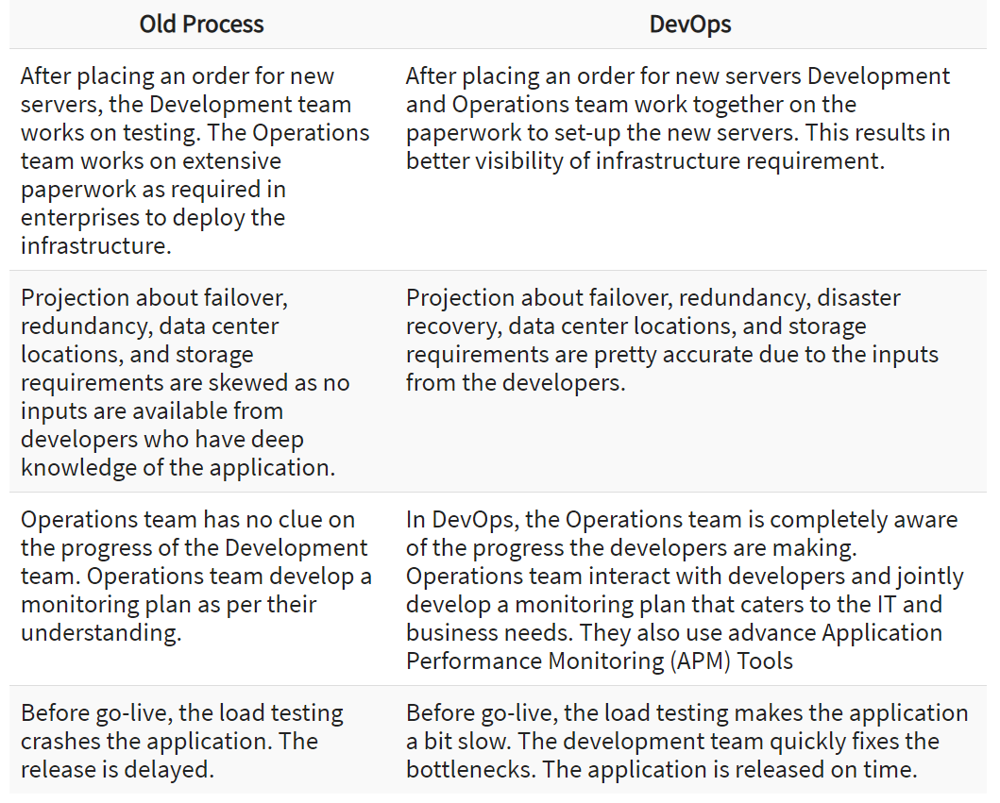 Old Process
DevOps
After placing an order for new
servers, the Development team
works on testing. The Operations
team works on extensive
paperwork as required in
enterprises to deploy the
infrastructure.
After placing an order for new servers Development
and Operations team work together on the
paperwork to set-up the new servers. This results in
better visibility of infrastructure requirement.
Projection about failover,
redundancy, data center
locations, and storage
requirements are skewed as no
inputs are available from
developers who have deep
knowledge of the application.
Projection about failover, redundancy, disaster
recovery, data center locations, and storage
requirements are pretty accurate due to the inputs
from the developers.
Operations team has no clue on
the progress of the Development
team. Operations team develop a
monitoring plan as per their
understanding.
In DevOps, the Operations team is completely aware
of the progress the developers are making.
Operations team interact with developers and jointly
develop a monitoring plan that caters to the IT and
business needs. They also use advance Application
Performance Monitoring (APM) Tools
Before go-live, the load testing
crashes the application. The
release is delayed.
Before go-live, the load testing makes the application
a bit slow. The development team quickly fixes the
bottlenecks. The application is released on time.